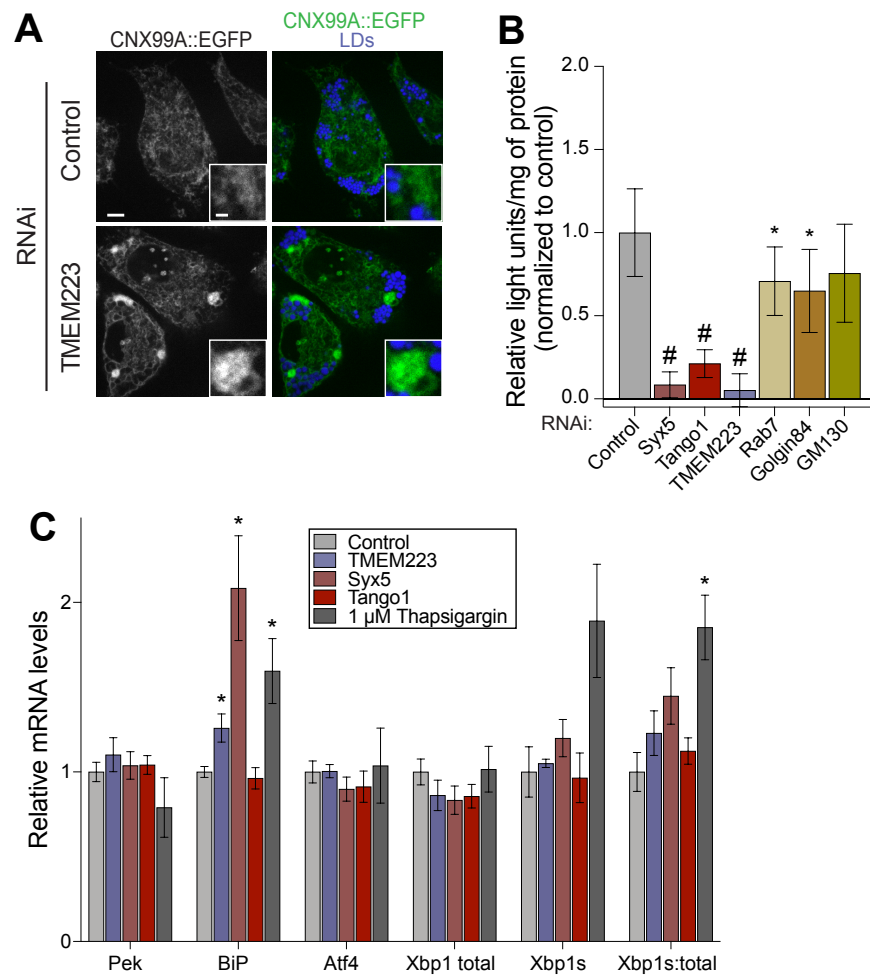 A
CNX99A::EGFP
CNX99A::EGFP
LDs
RNAi
Control
TMEM223
B
Relative light units/mg of protein
(normalized to control)
2.0
1.5
1.0
0.5
0.0
* *
# # #
RNAi:
Control
Syx5
Tango1
TMEM223
Rab7
Golgin84
GM130
C
Relative mRNA levels
2
1
0
Control
TMEM223
Syx5
Tango1
1 µM Thapsigargin
* * * *
Pek
BiP
Atf4
Xbp1 total
Xbp1s
Xbp1s:total